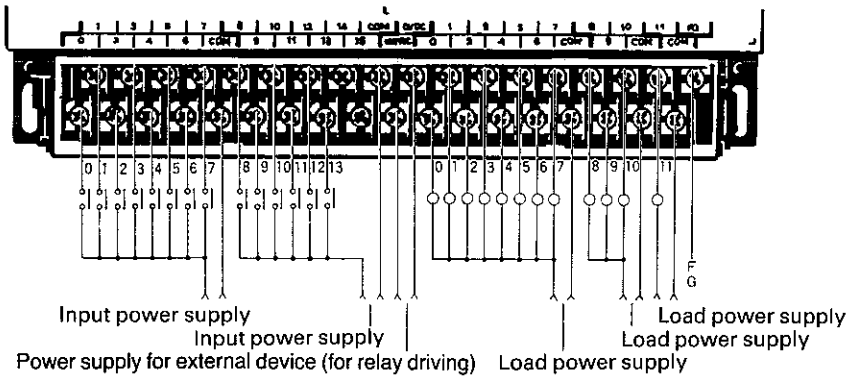 1 3 5 7 8 10 12 14 COM 1 3 5 7 8 10 11 FG
0 2 4 6 COM 9 11 13 15 0 2 4 6 COM 9 COM COM
0 1 2 3 4 5 6 7 8 9 10 11 12 13 0 1 2 3 4 5 6 7 8 9 10 11
F
G
Input power supply
Load power supply
Input power supply
Load power supply
Power supply for external device (for relay driving)
Load power supply